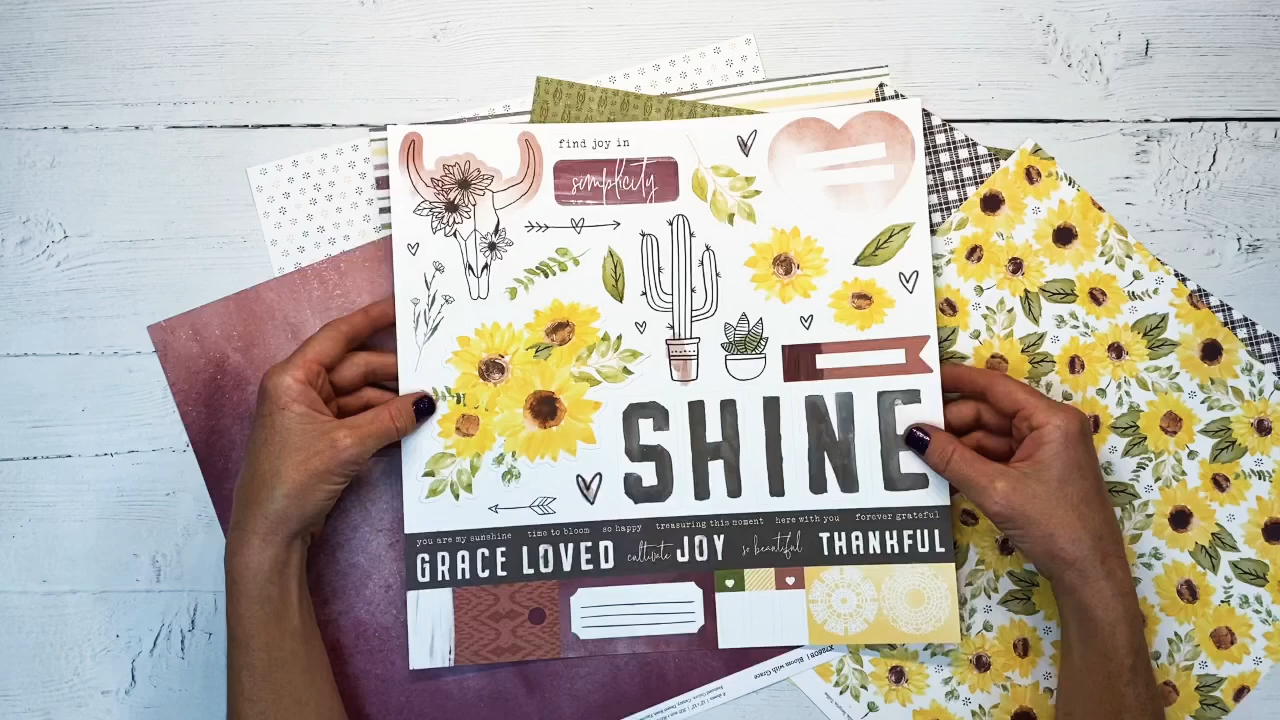 find joy in
simplicity
SHINE
you are my sunshine time to bloom so happy treasuring this moment here with you forever grateful
GRACE LOVED cultivate JOY so beautiful THANKFUL
X7260B | Bloom with Grace